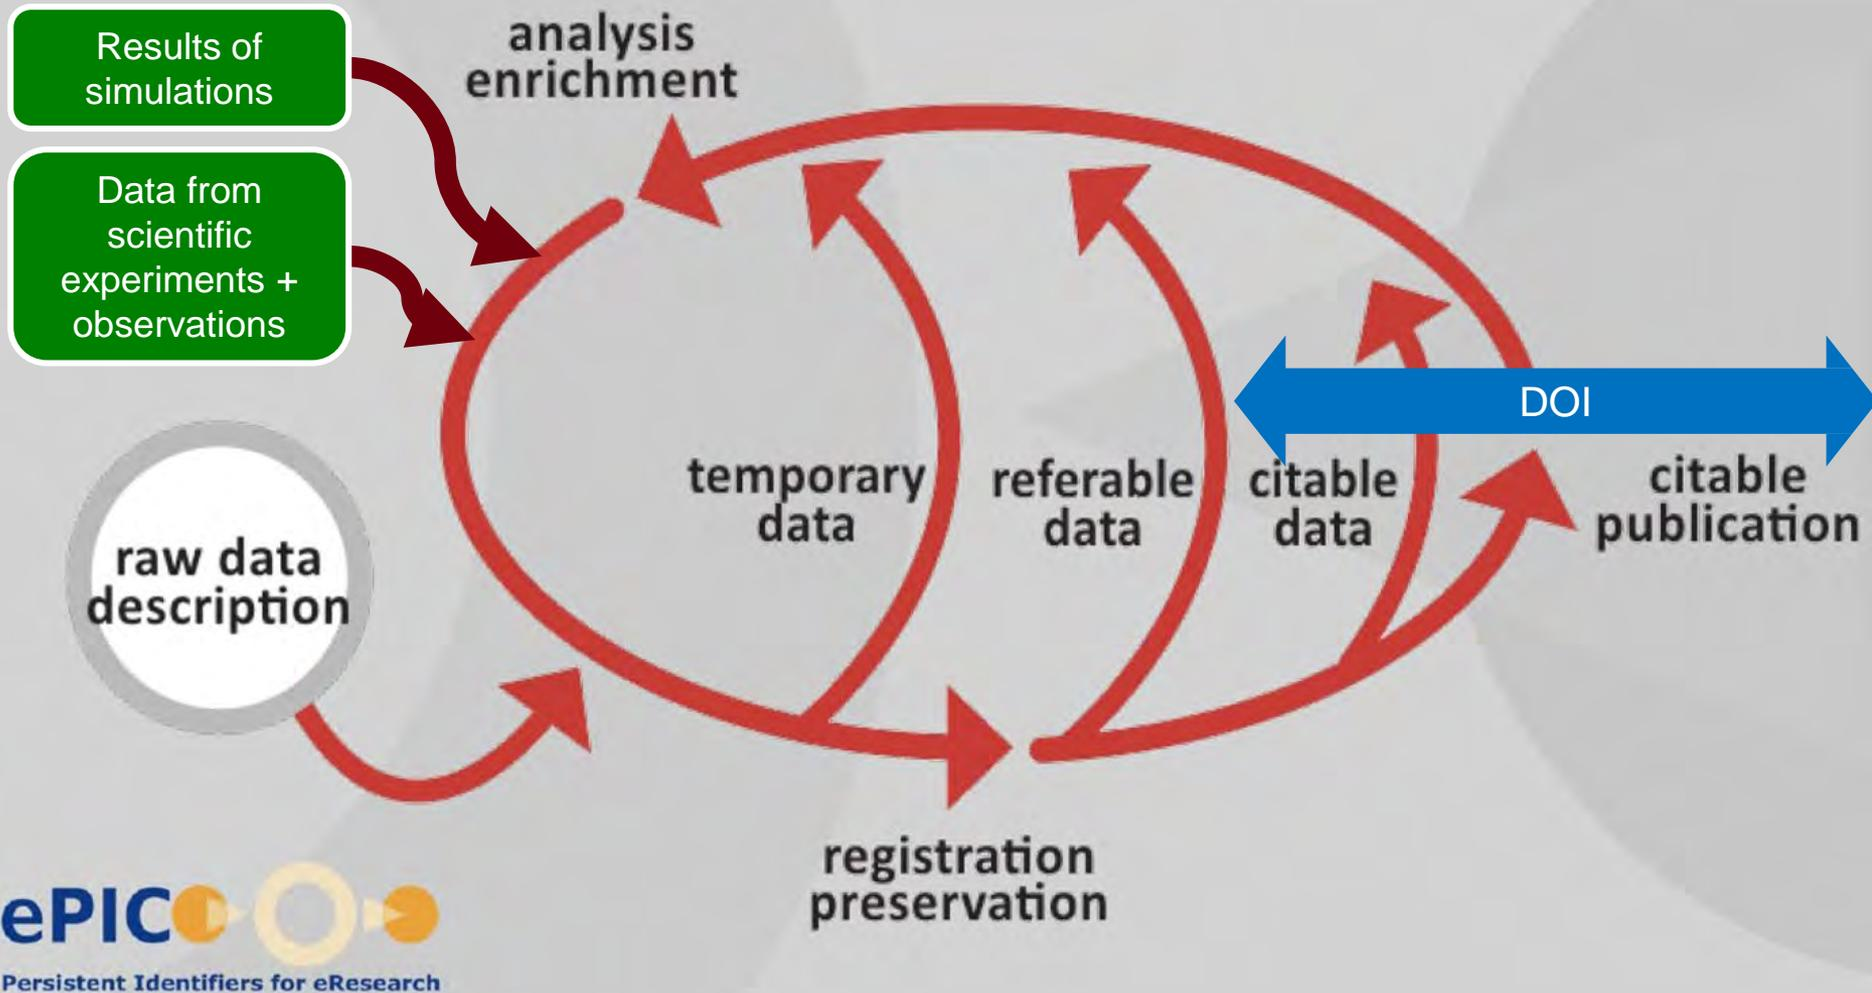 Results of
simulations
analysis
enrichment
Data from
scientific
experiments +
observations
DOI
temporary
data
referable
data
citable
data
citable
publication
raw data
description
registration
preservation
ePIC
Persistent Identifiers for eResearch